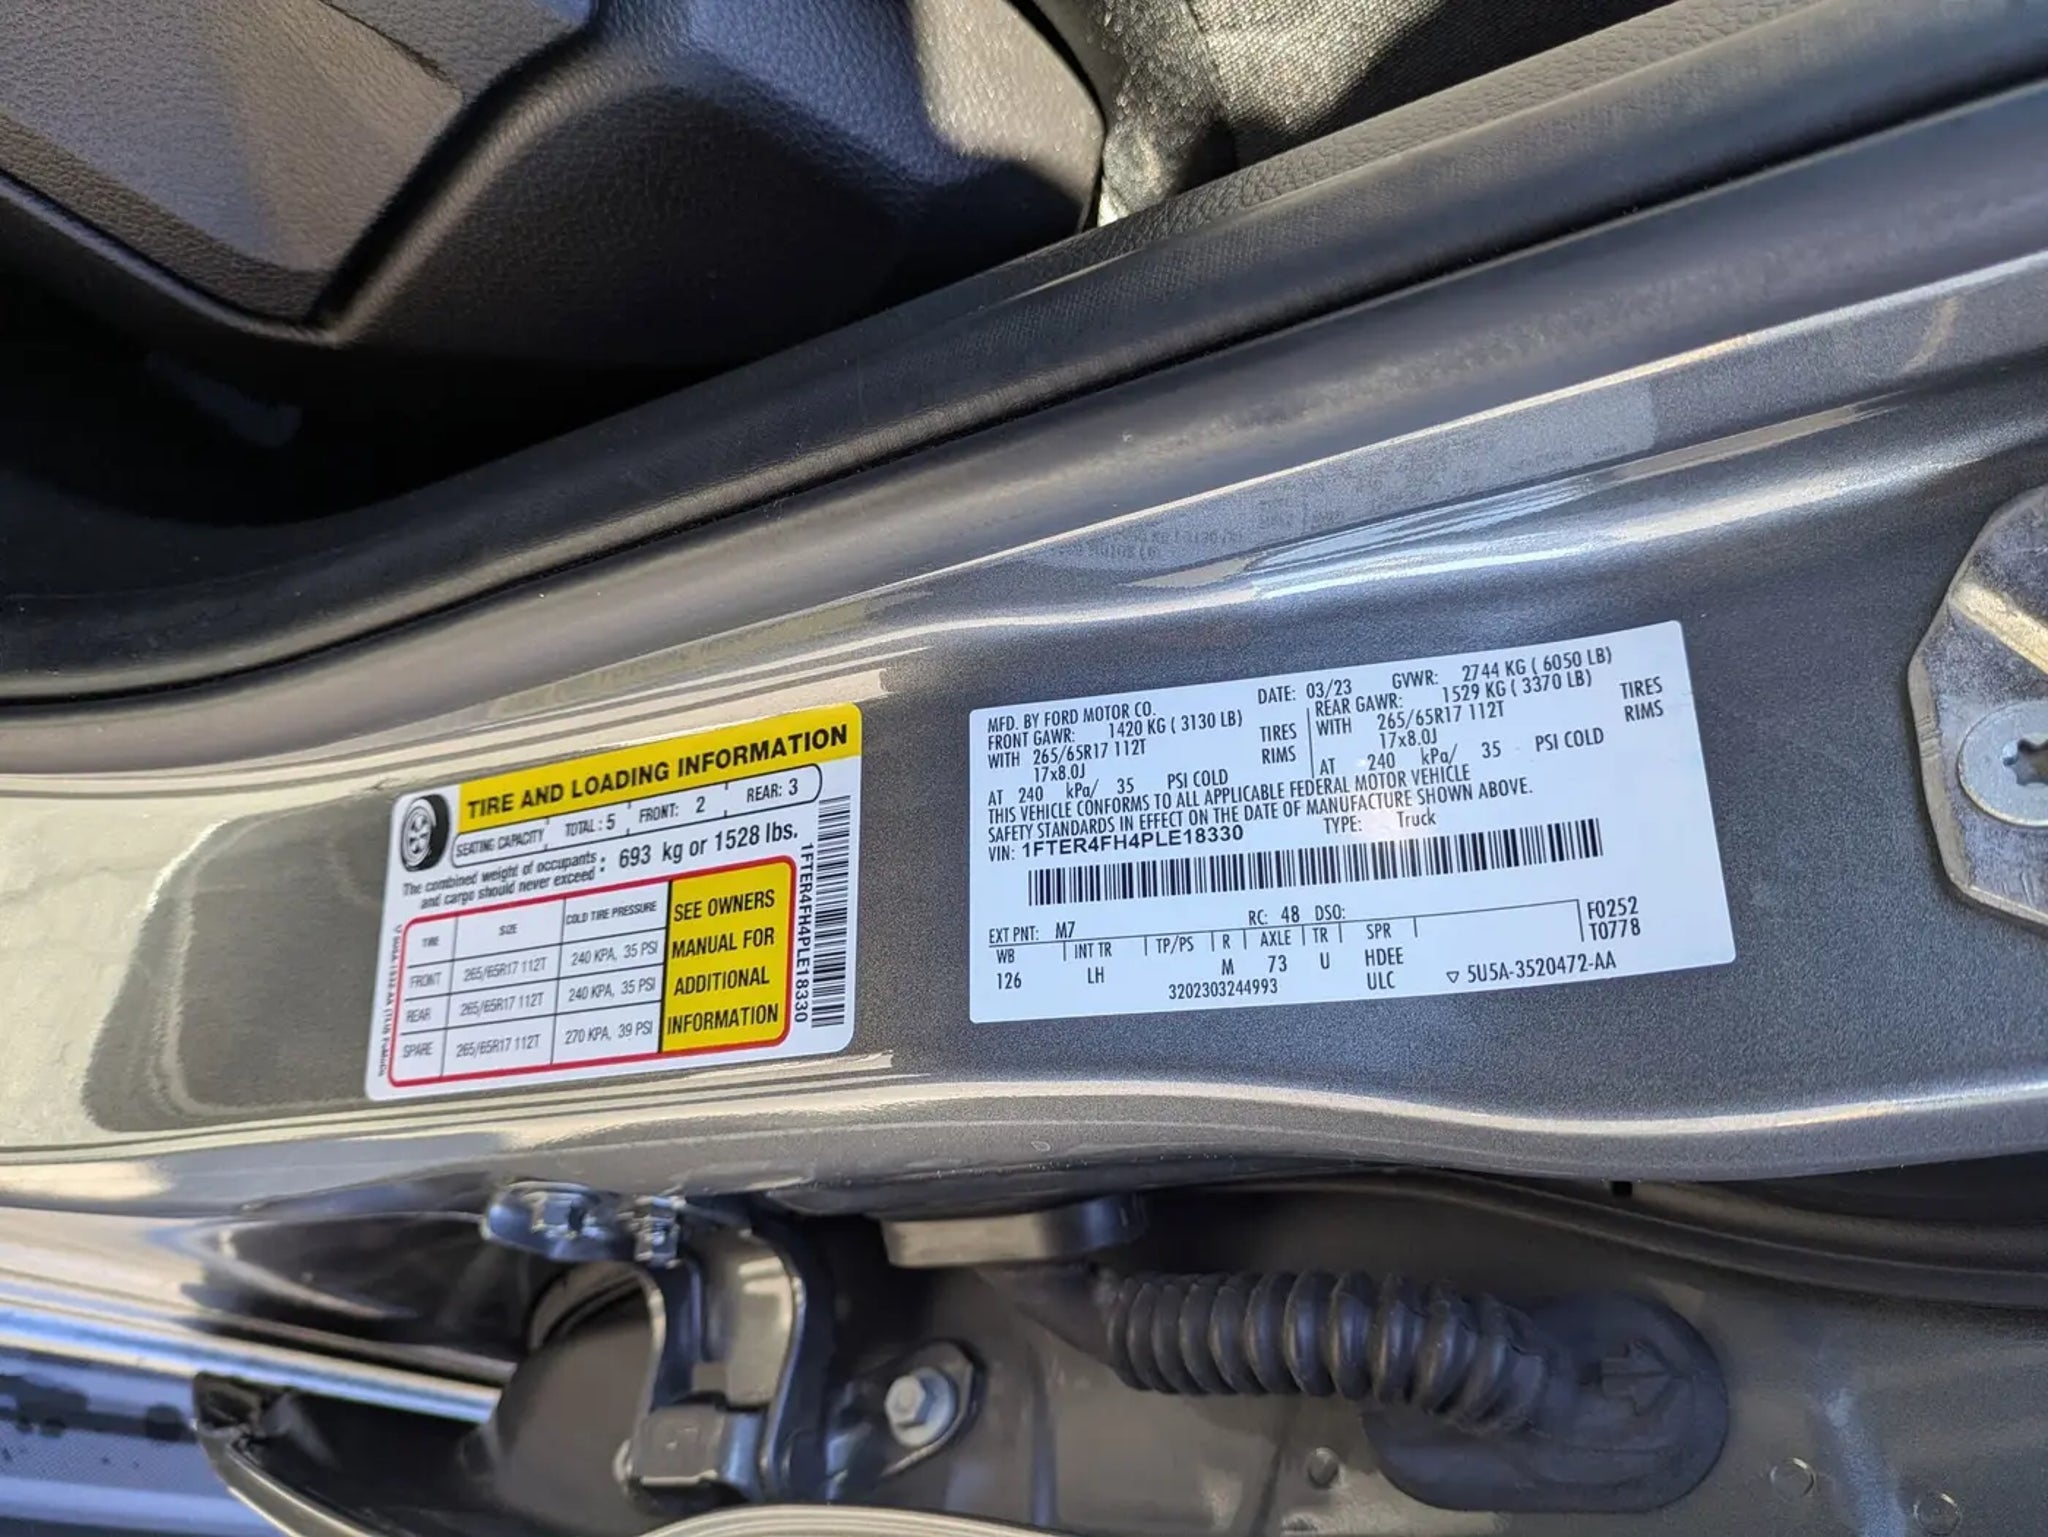 TIRE AND LOADING INFORMATION
SEATING CAPACITY TOTAL: 5 FRONT: 2 REAR: 3
The combined weight of occupants and cargo should never exceed: 693 kg or 1528 lbs.
TIRE SIZE COLD TIRE PRESSURE
FRONT 265/65R17 112T 240 KPA, 35 PSI
REAR 265/65R17 112T 240 KPA, 35 PSI
SPARE 265/65R17 112T 270 KPA, 39 PSI
SEE OWNERS
MANUAL FOR
ADDITIONAL
INFORMATION
1FTER4FH4PLE18330
MFD. BY FORD MOTOR CO. DATE: 03/23 GVWR: 2744 KG ( 6050 LB)
FRONT GAWR: 1420 KG ( 3130 LB) REAR GAWR: 1529 KG ( 3370 LB)
WITH 265/65R17 112T TIRES WITH 265/65R17 112T TIRES
17x8.0J RIMS 17x8.0J RIMS
AT 240 kPa/ 35 PSI COLD AT 240 kPa/ 35 PSI COLD
THIS VEHICLE CONFORMS TO ALL APPLICABLE FEDERAL MOTOR VEHICLE
SAFETY STANDARDS IN EFFECT ON THE DATE OF MANUFACTURE SHOWN ABOVE.
VIN: 1FTER4FH4PLE18330 TYPE: Truck
EXT PNT: M7 RC: 48 DSO: F0252
WB INT TR TP/PS R AXLE TR SPR T0778
126 LH M 73 U HDEE
3202303244993 ULC 5U5A-3520472-AA